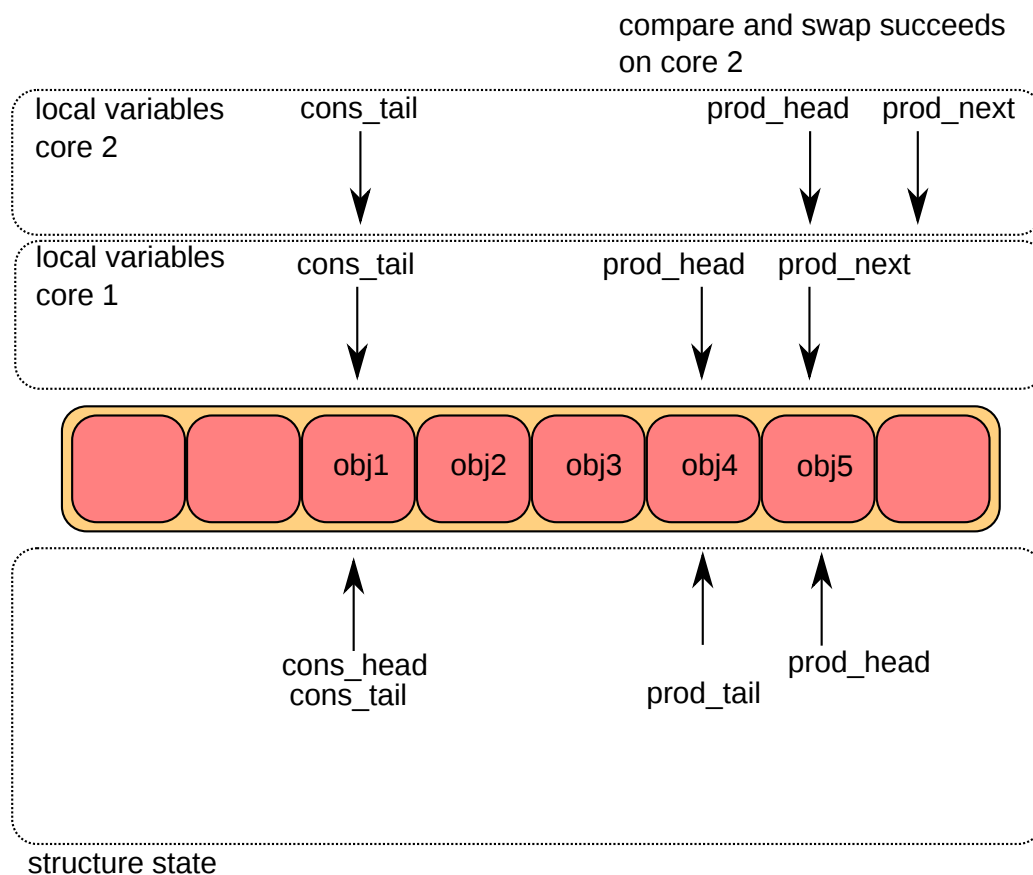 compare and swap succeeds
on core 2
local variables
core 2
cons_tail
prod_head
prod_next
local variables
core 1
cons_tail
prod_head
prod_next
obj1
obj2
obj3
obj4
obj5
cons_head
cons_tail
prod_tail
prod_head
structure state